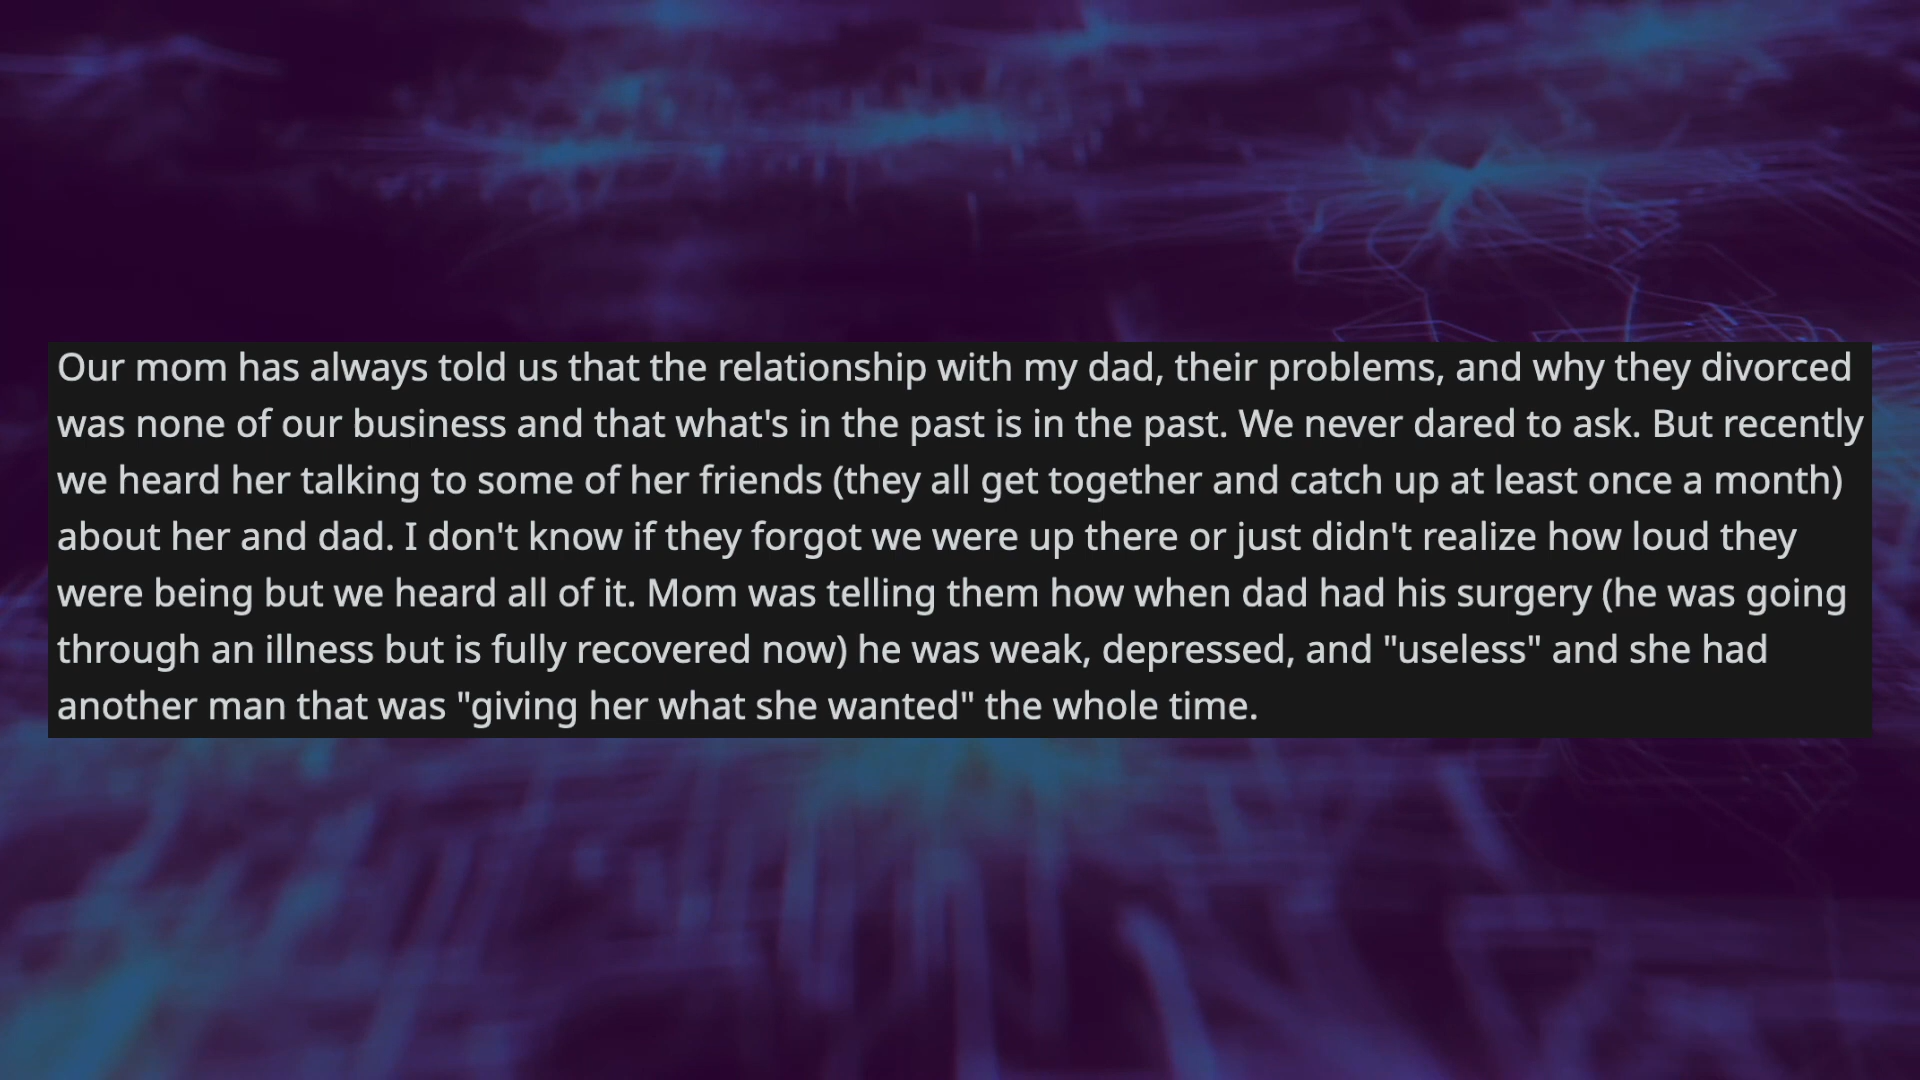 Our mom has always told us that the relationship with my dad, their problems, and why they divorced
was none of our business and that what's in the past is in the past. We never dared to ask. But recently
we heard her talking to some of her friends (they all get together and catch up at least once a month)
about her and dad. I don't know if they forgot we were up there or just didn't realize how loud they
were being but we heard all of it. Mom was telling them how when dad had his surgery (he was going
through an illness but is fully recovered now) he was weak, depressed, and "useless" and she had
another man that was "giving her what she wanted" the whole time.